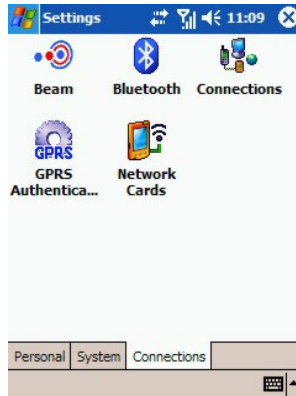 Settings 11:09
Beam Bluetooth Connections
GPRS
GPRS Network
Authentica... Cards
Personal System Connections